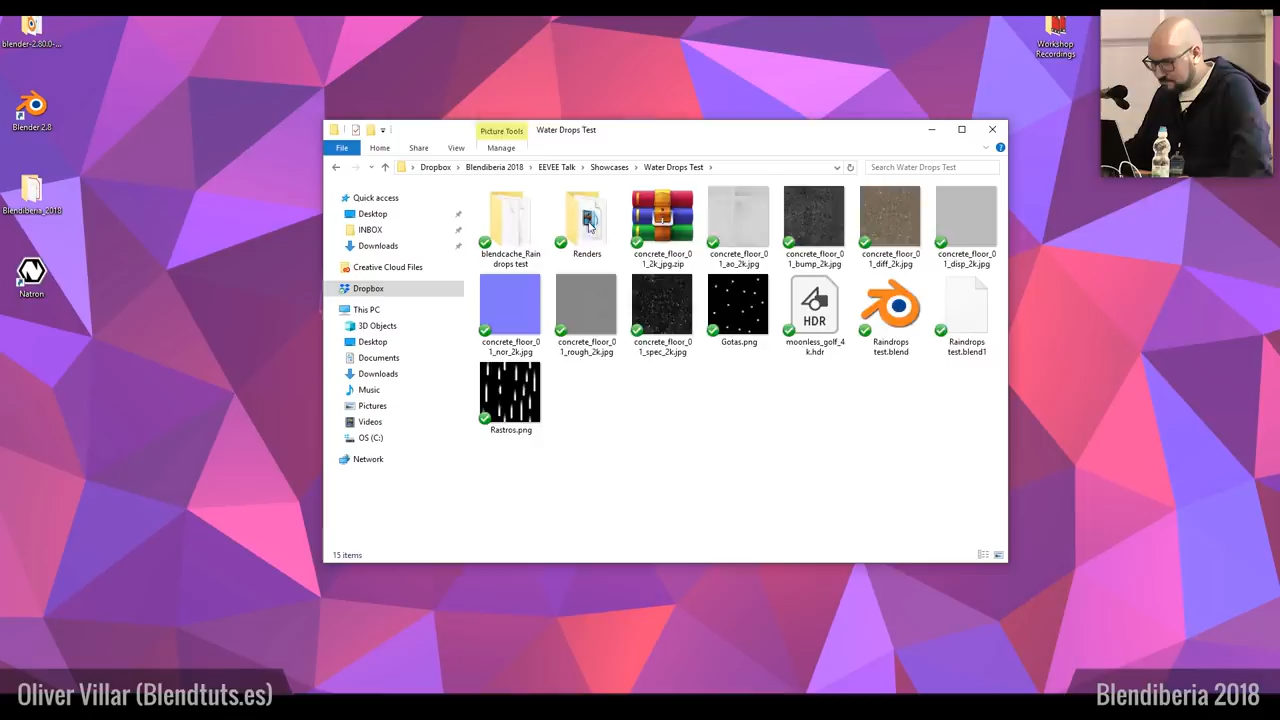 blender-2.80.0-...
Workshop
Recordings
Blender 2.8
Blendiberia_2018
Natron
Picture Tools
Water Drops Test
File
Home
Share
View
Manage
Dropbox
Blendiberia 2018
EEVEE Talk
Showcases
Water Drops Test
Search Water Drops Test
Quick access
Desktop
INBOX
Downloads
Creative Cloud Files
Dropbox
This PC
3D Objects
Desktop
Documents
Downloads
Music
Pictures
Videos
OS (C:)
Network
blendcache_Rain
drops test
Renders
concrete_floor_0
1_2k_jpg.zip
concrete_floor_0
1_ao_2k.jpg
concrete_floor_0
1_bump_2k.jpg
concrete_floor_0
1_diff_2k.jpg
concrete_floor_0
1_disp_2k.jpg
concrete_floor_0
1_nor_2k.jpg
concrete_floor_0
1_rough_2k.jpg
concrete_floor_0
1_spec_2k.jpg
Gotas.png
HDR
moonless_golf_4
k.hdr
Raindrops
test.blend
Raindrops
test.blend1
Rastros.png
15 items
Oliver Villar (Blendtuts.es)
Blendiberia 2018